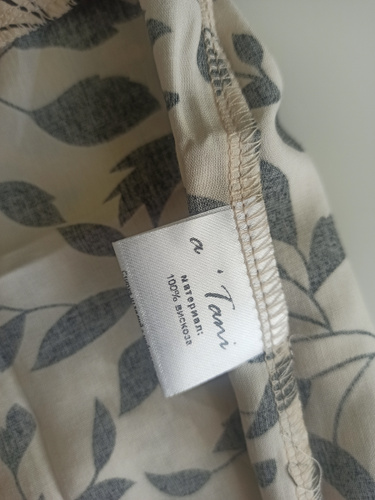 a ' Tani
Материал:
100% вискоза